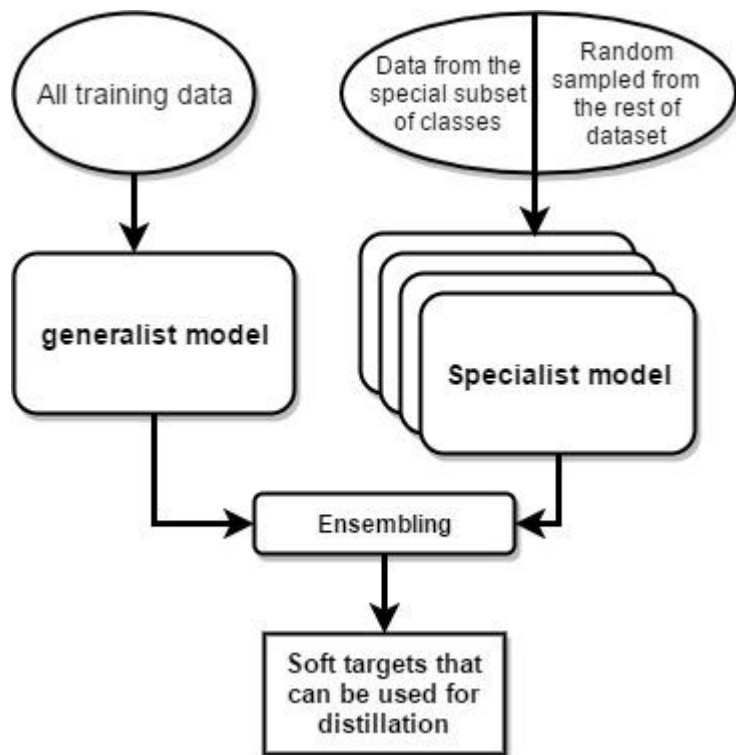 All training data
Data from the
special subset
of classes
Random
sampled from
the rest of
dataset
generalist model
Specialist model
Ensembling
Soft targets that
can be used for
distillation